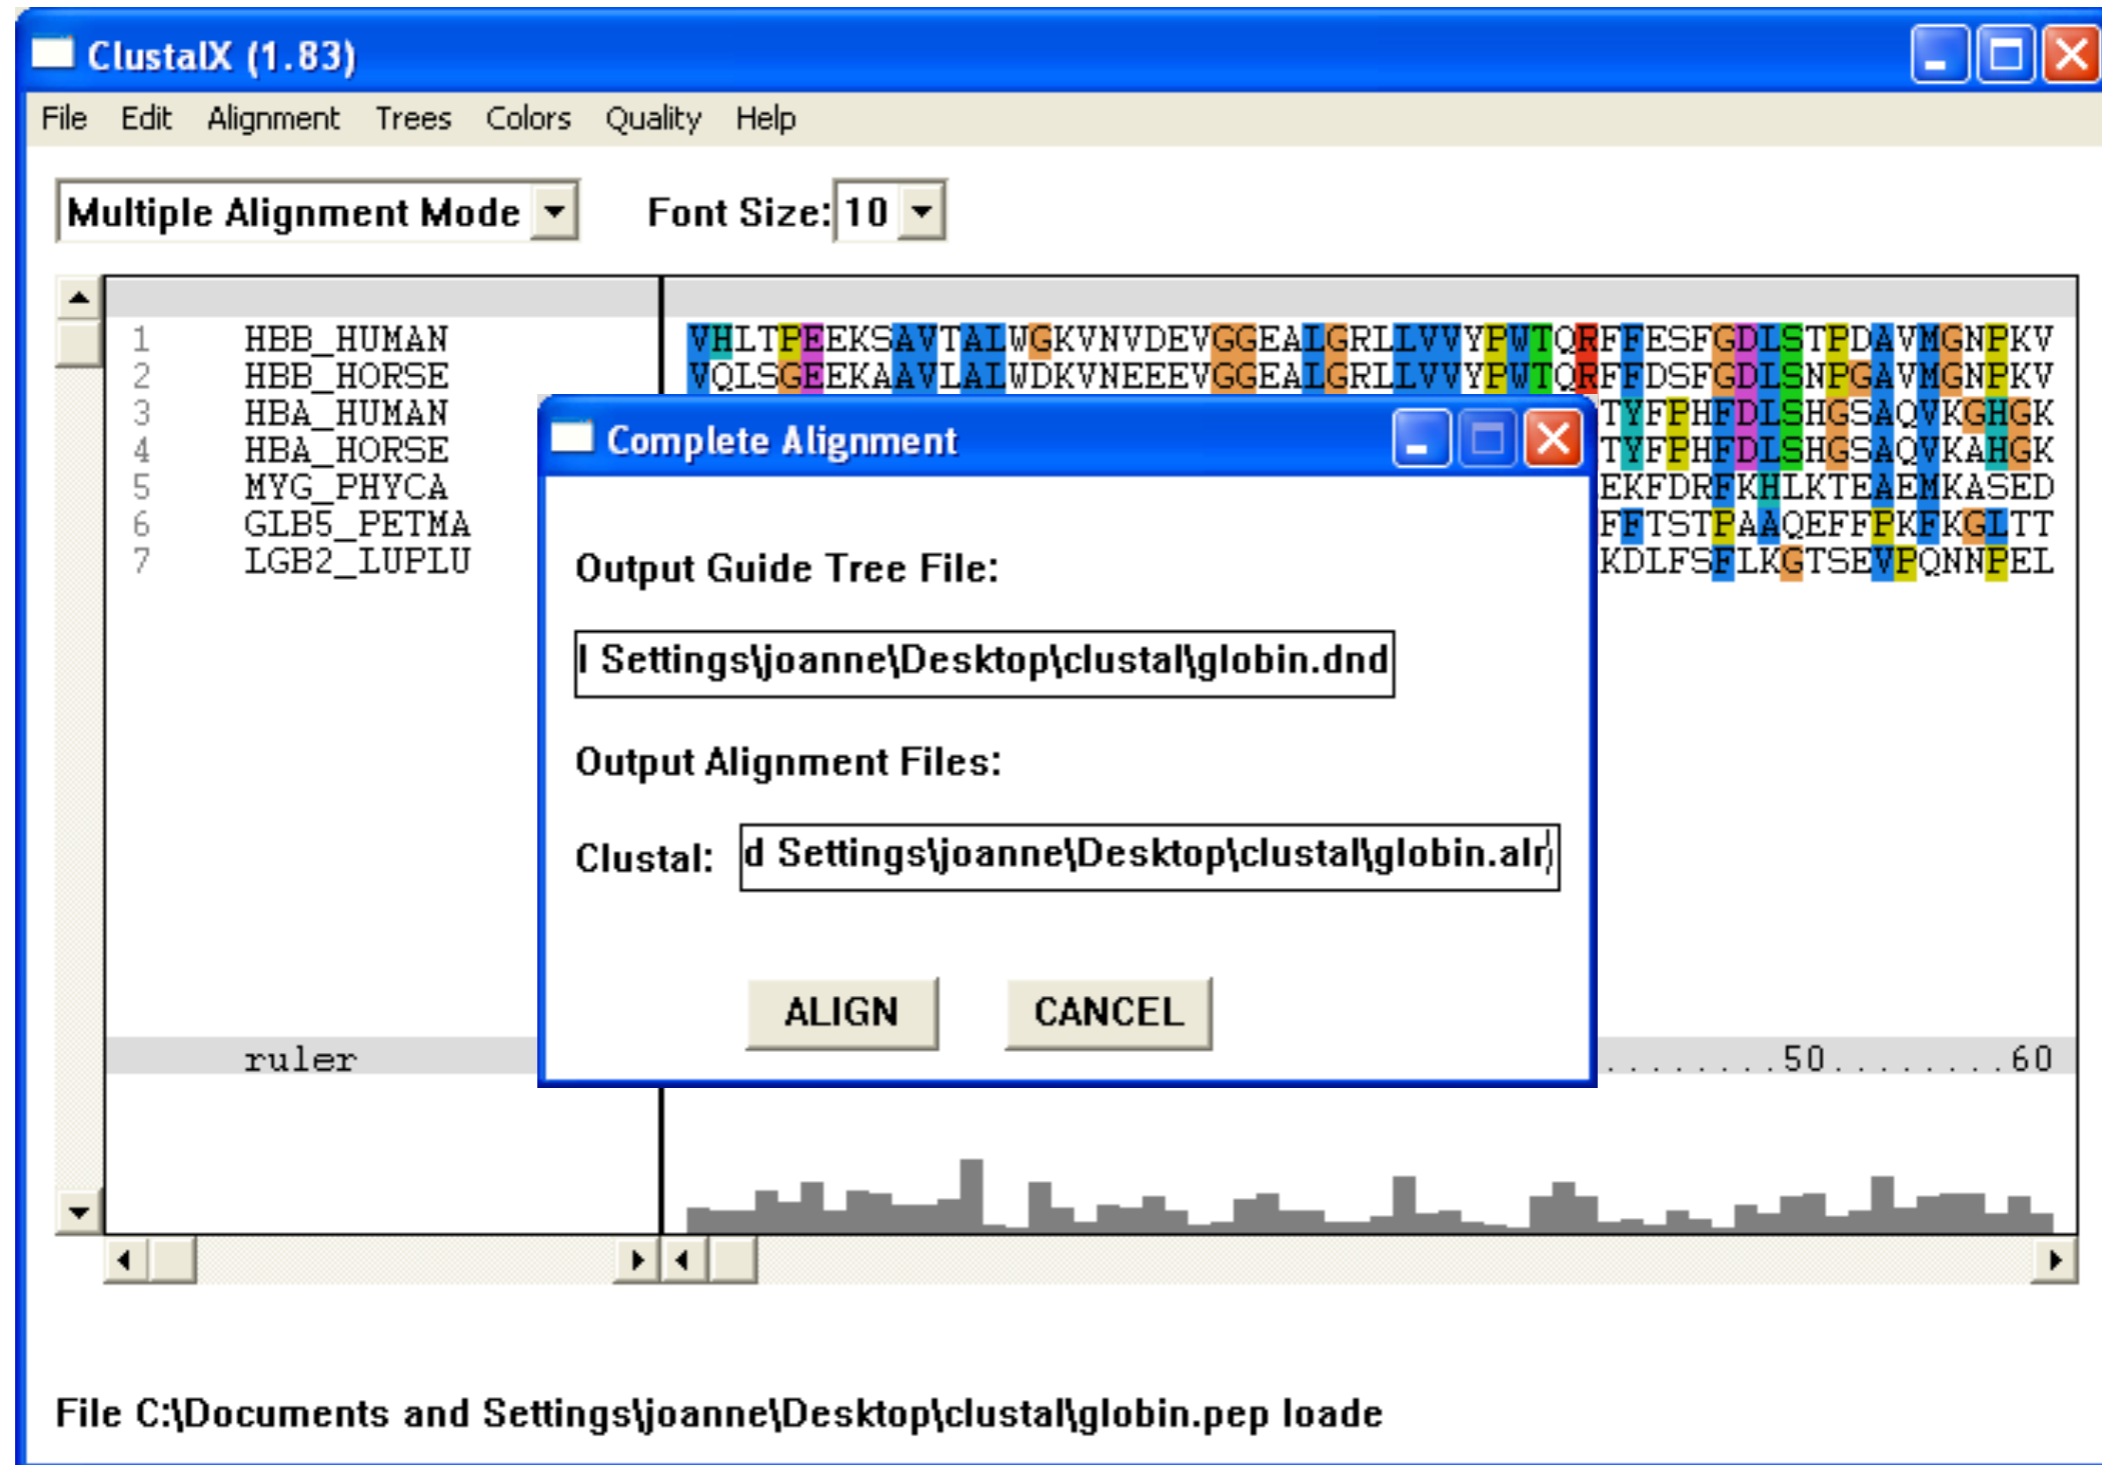 ClustalX (1.83)
File Edit Alignment Trees Colors Quality Help
Multiple Alignment Mode Font Size: 10
1 HBB_HUMAN VHLTPEEKSAVTALWGKVNVDEVGGEALGRLLVVYPWTQRFFESFGDLSTPDAVMGNPKV
2 HBB_HORSE VQLSGEEKAAVLALWDKVNEEEVGGEALGRLLVVYPWTQRFFDSFGDLSNPGAVMGNPKV
3 HBA_HUMAN TYFPHFDLSHGSAQVKGHGK
4 HBA_HORSE TYFPHFDLSHGSAQVKAHGK
5 MYG_PHYCA EKFDRFKHLKTEAEMKASED
6 GLB5_PETMA FFTSTPAAQEFFPKFKGLTT
7 LGB2_LUPLU KDLFSFLKGTSEVPQNNPEL
Complete Alignment
Output Guide Tree File:
Settings\joanne\Desktop\clustal\globin.dnd
Output Alignment Files:
Clustal: d Settings\joanne\Desktop\clustal\globin.alr
ALIGN CANCEL
ruler .........50.........60
File C:\Documents and Settings\joanne\Desktop\clustal\globin.pep loade